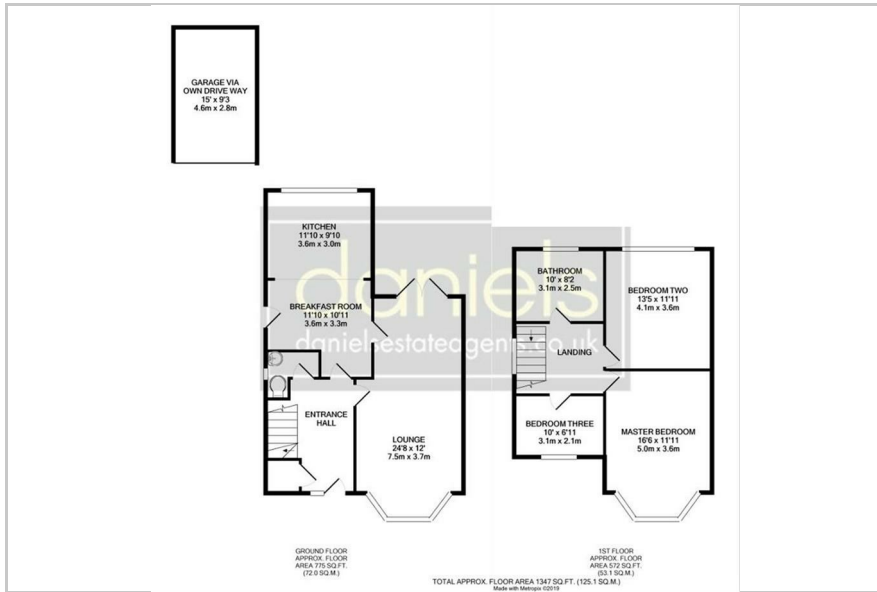 GARAGE VIA
OWN DRIVE WAY
15' x 9'3
4.6m x 2.8m
KITCHEN
11'10 x 9'10
3.6m x 3.0m
daniels
BREAKFAST ROOM
11'10 x 10'11
3.6m x 3.3m
danielsestateagents.co.uk
ENTRANCE
HALL
LOUNGE
24'8 x 12'
7.5m x 3.7m
BATHROOM
10' x 8'2
3.1m x 2.5m
BEDROOM TWO
13'5 x 11'11
4.1m x 3.6m
LANDING
BEDROOM THREE
10' x 6'11
3.1m x 2.1m
MASTER BEDROOM
16'6 x 11'11
5.0m x 3.6m
GROUND FLOOR
APPROX. FLOOR
AREA 775 SQ.FT.
(72.0 SQ.M.)
1ST FLOOR
APPROX. FLOOR
AREA 572 SQ.FT.
(53.1 SQ.M.)
TOTAL APPROX. FLOOR AREA 1347 SQ.FT. (125.1 SQ.M.)
Made with Metropix ©2019